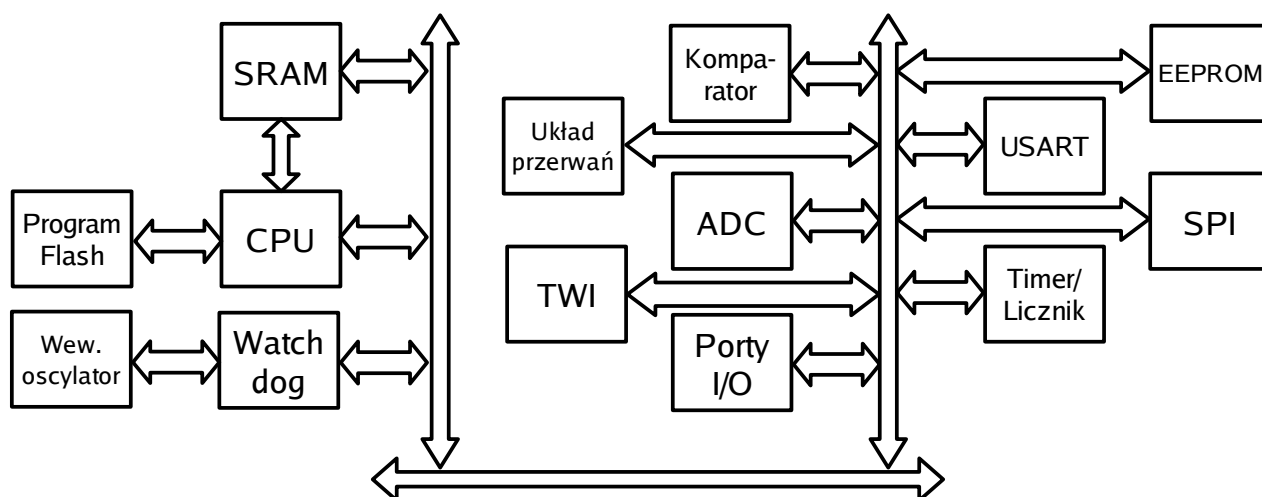 SRAM
Kompa-
rator
EEPROM
Układ
przerwań
USART
Program
Flash
CPU
ADC
SPI
TWI
Timer/
Licznik
Wew.
oscylator
Watch
dog
Porty
I/O